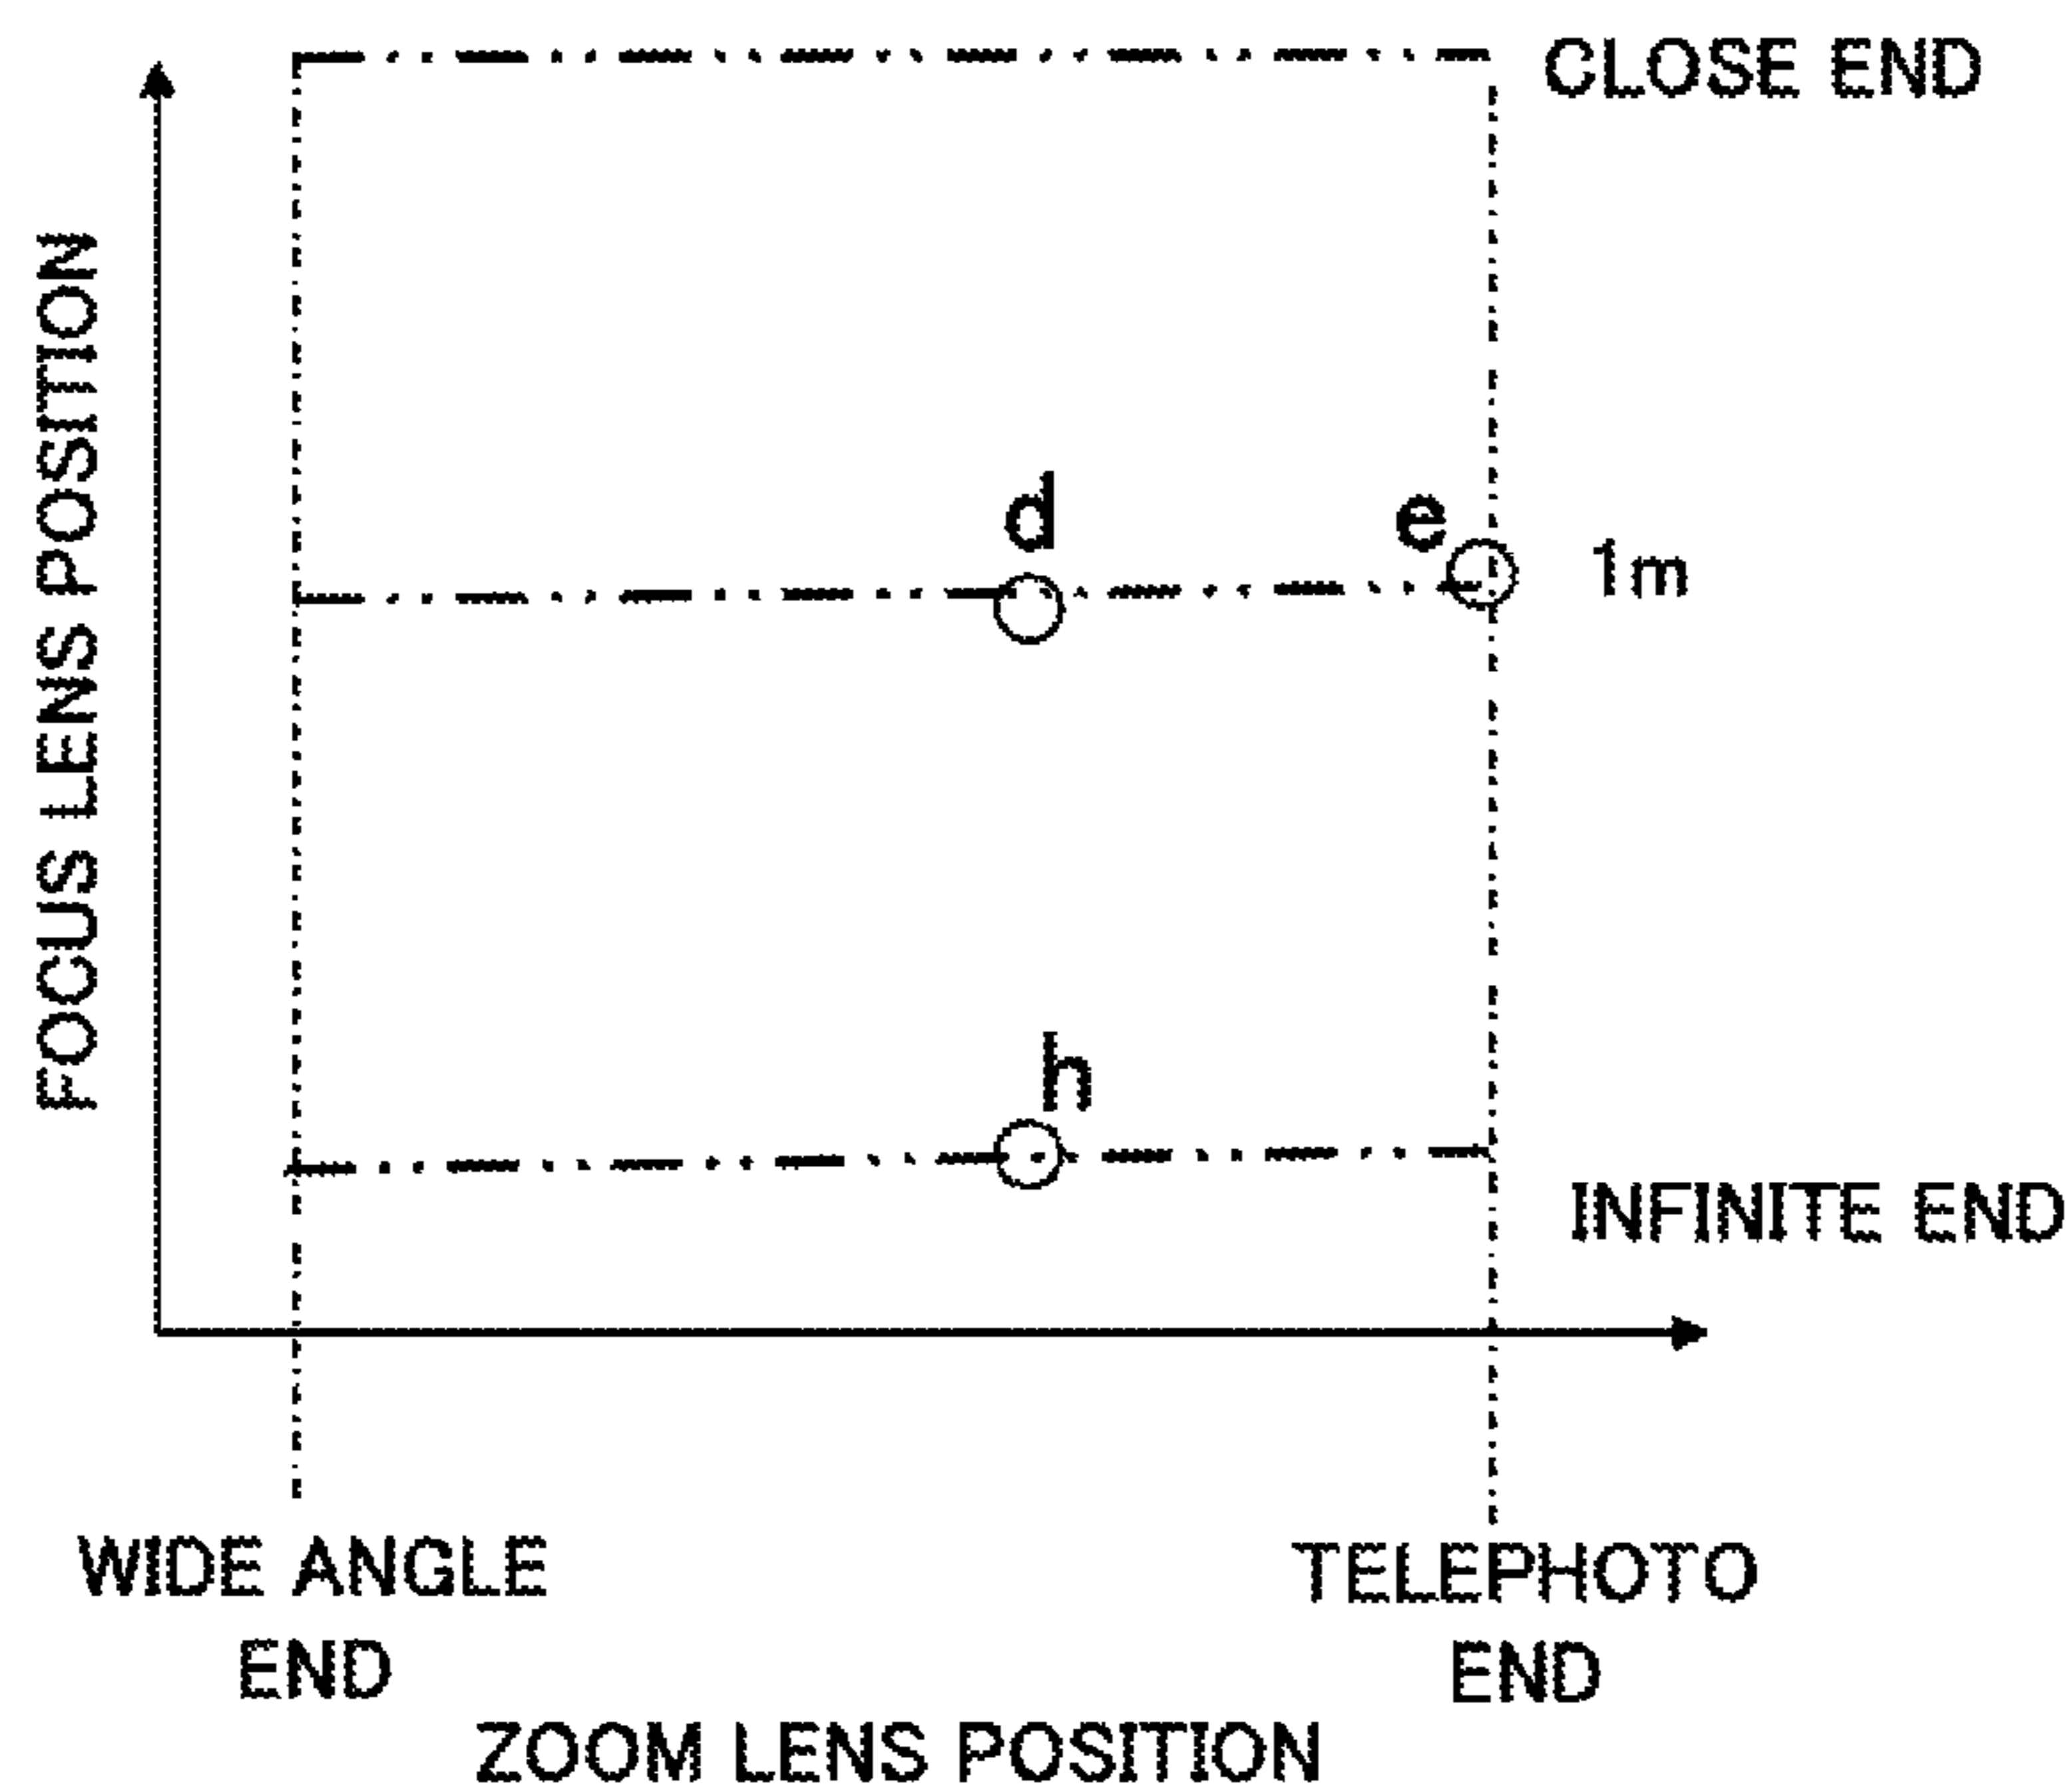 CLOSE END
FOCUS LENS POSITION
d
e
1m
h
INFINITE END
WIDE ANGLE
END
TELEPHOTO
END
ZOOM LENS POSITION